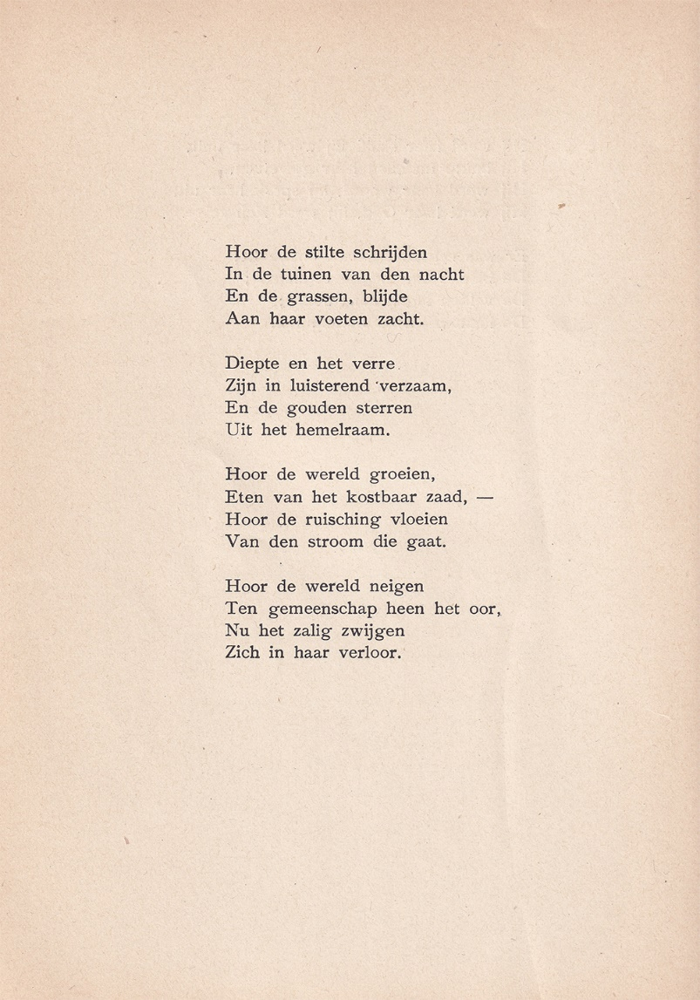 Hoor de stilte schrijden
In de tuinen van den nacht
En de grassen, blijde
Aan haar voeten zacht.

Diepte en het verre
Zijn in luisterend verzaam,
En de gouden sterren
Uit het hemelraam.

Hoor de wereld groeien,
Eten van het kostbaar zaad, —
Hoor de ruisching vloeien
Van den stroom die gaat.

Hoor de wereld neigen
Ten gemeenschap heen het oor,
Nu het zalig zwijgen
Zich in haar verloor.